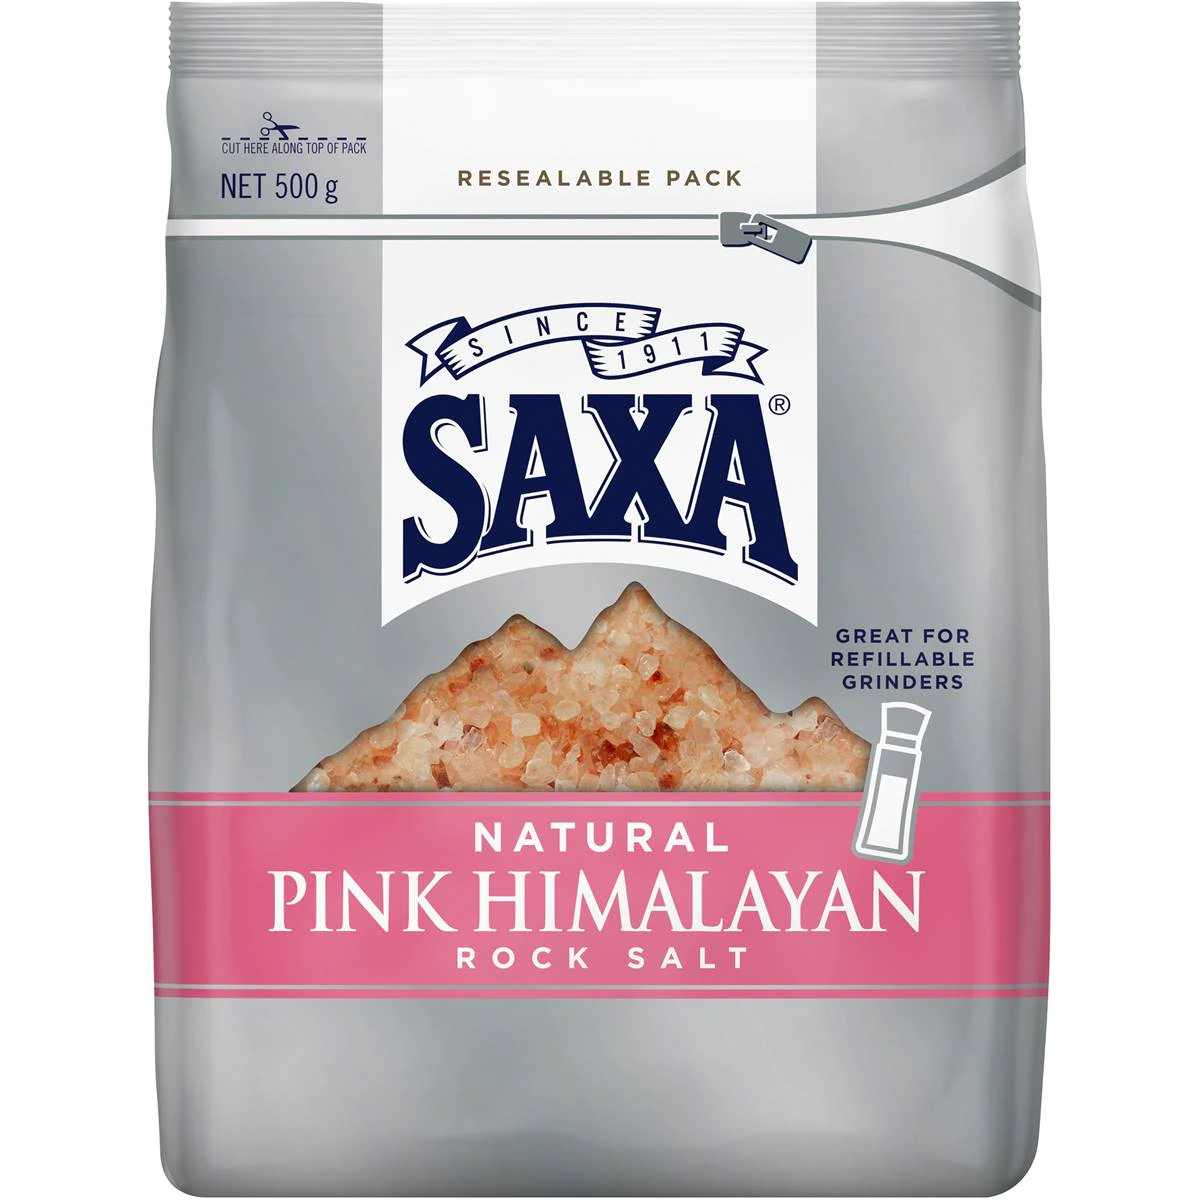 CUT HERE ALONG TOP OF PACK
NET 500 g
RESEALABLE PACK
SINCE
1911
SAXA®
GREAT FOR
REFILLABLE
GRINDERS
NATURAL
PINK HIMALAYAN
ROCK SALT